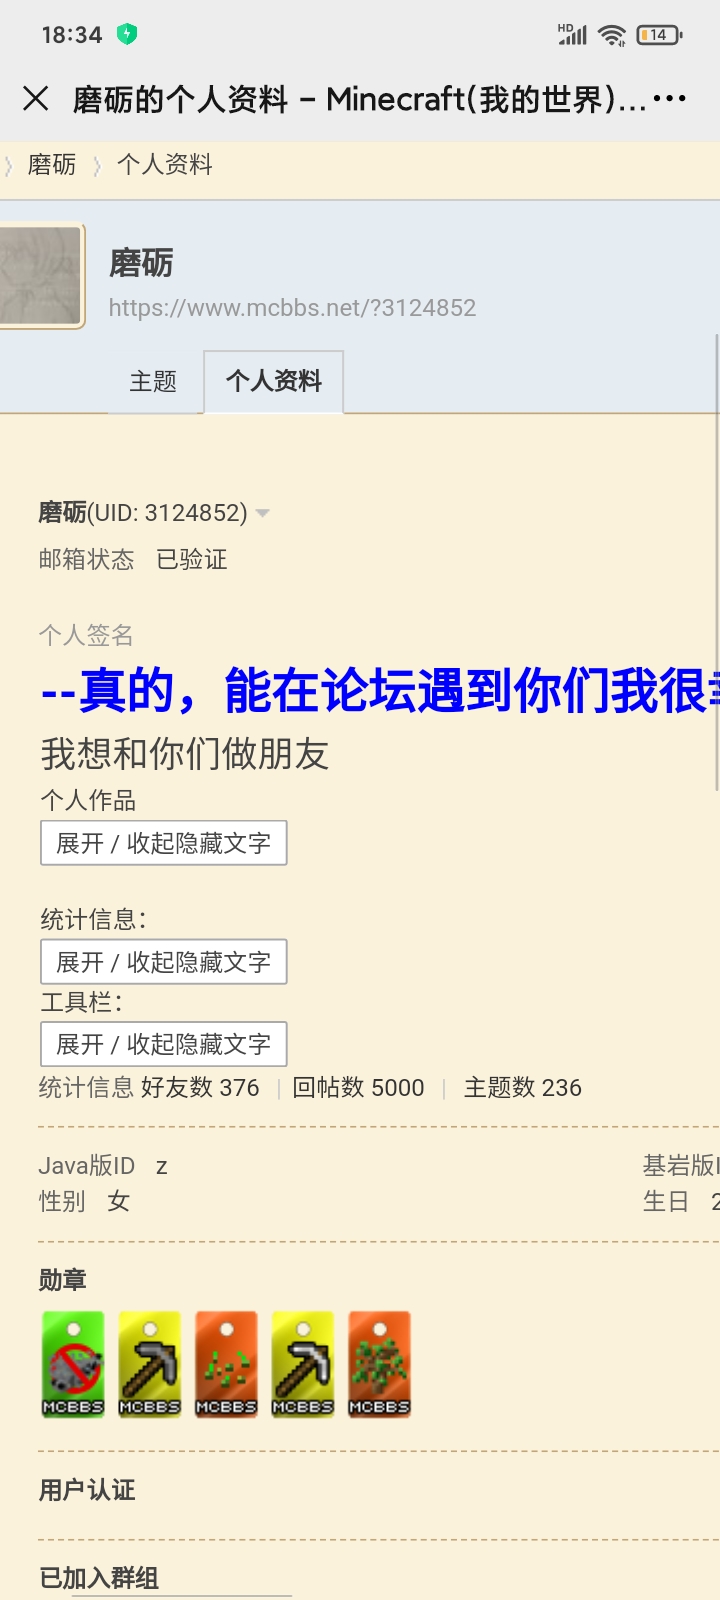 18:34
HD
14
磨砺的个人资料 - Minecraft(我的世界)...
磨砺 个人资料
磨砺
https://www.mcbbs.net/?3124852
主题 个人资料
磨砺(UID: 3124852)
邮箱状态 已验证
个人签名
--真的，能在论坛遇到你们我很
我想和你们做朋友
个人作品
展开 / 收起隐藏文字
统计信息：
展开 / 收起隐藏文字
工具栏：
展开 / 收起隐藏文字
统计信息 好友数 376 | 回帖数 5000 | 主题数 236
Java版ID z 基岩版I
性别 女 生日 2
勋章
MCBBS MCBBS MCBBS MCBBS MCBBS
用户认证
已加入群组